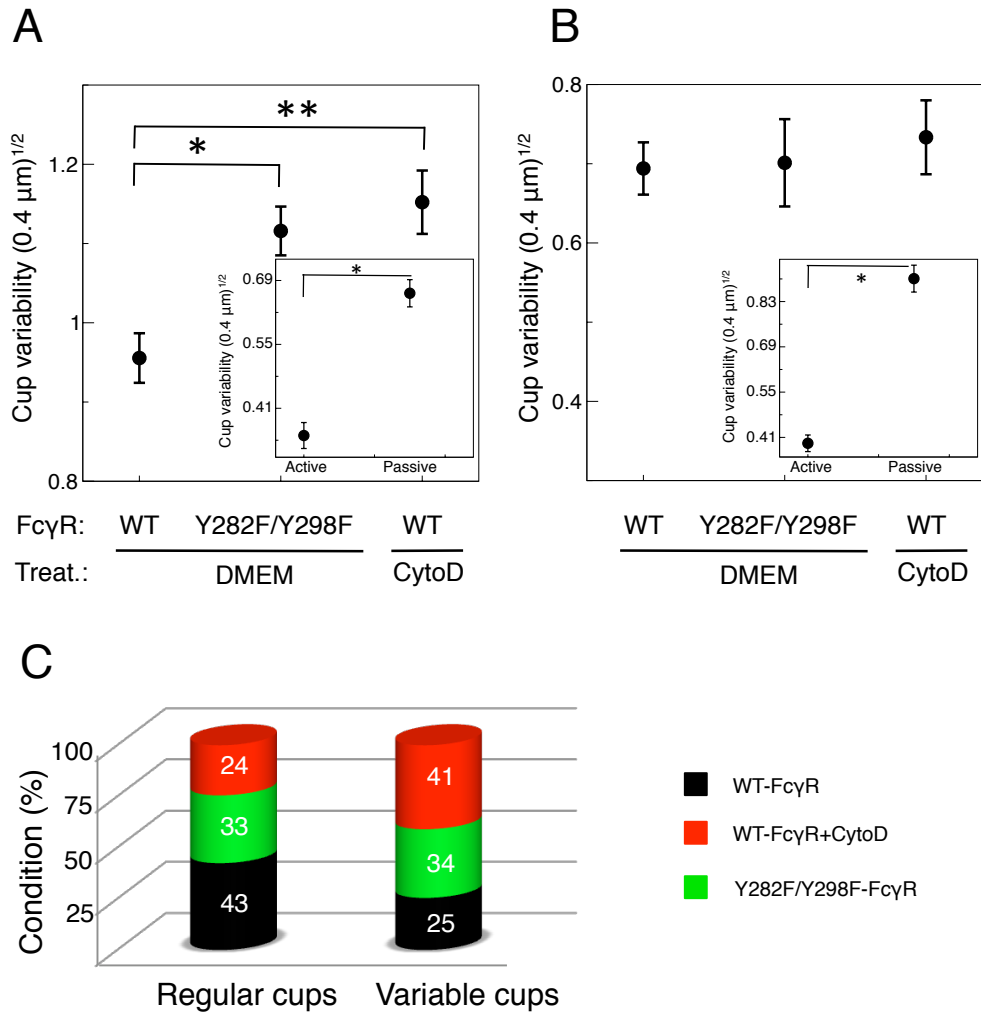 A
B
Cup variability (0.4 µm)1/2
1.2
1
0.8
**
*
Cup variability (0.4 µm)1/2
0.69
0.55
0.41
*
Active Passive
Cup variability (0.4 µm)1/2
0.8
0.6
0.4
Cup variability (0.4 µm)1/2
0.83
0.69
0.55
0.41
*
Active Passive
FcγR: WT Y282F/Y298F WT WT Y282F/Y298F WT
Treat.: DMEM CytoD DMEM CytoD
C
Condition (%)
100
75
50
25
24
33
43
41
34
25
Regular cups Variable cups
WT-FcγR
WT-FcγR+CytoD
Y282F/Y298F-FcγR